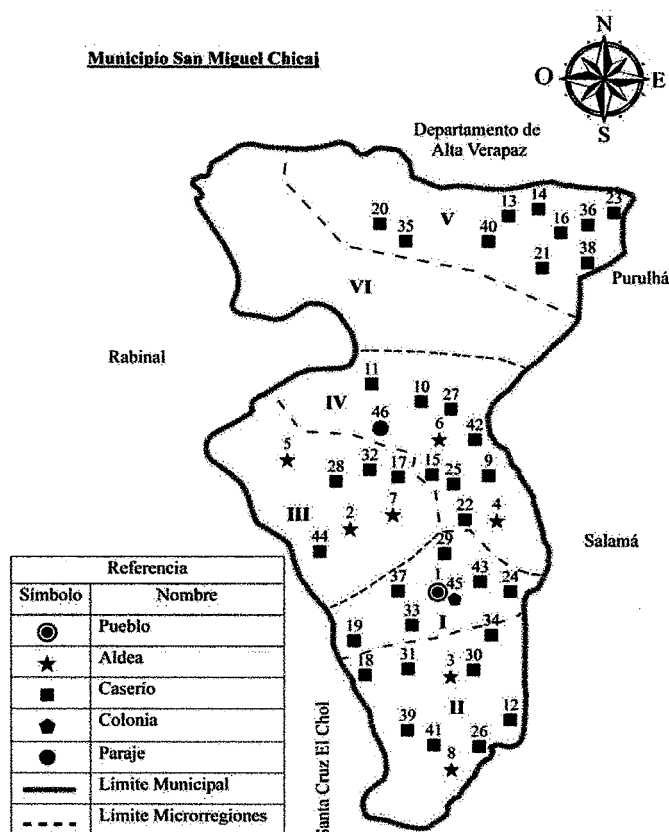 Municipio San Miguel Chicaj
N
O
E
S
Departamento de
Alta Verapaz
V
20
35
40
13
14
16
36
23
21
38
Purulhá
VI
Rabinal
11
IV
10
27
46
6
42
5
28
32
17
15
25
9
III
2
7
22
4
44
29
Salamá
37
1
45
43
24
33
I
34
19
18
31
3
30
II
39
41
26
12
8
Santa Cruz El Chol
Referencia
Símbolo
Nombre
Pueblo
Aldea
Caserío
Colonia
Paraje
Límite Municipal
Límite Microrregiones